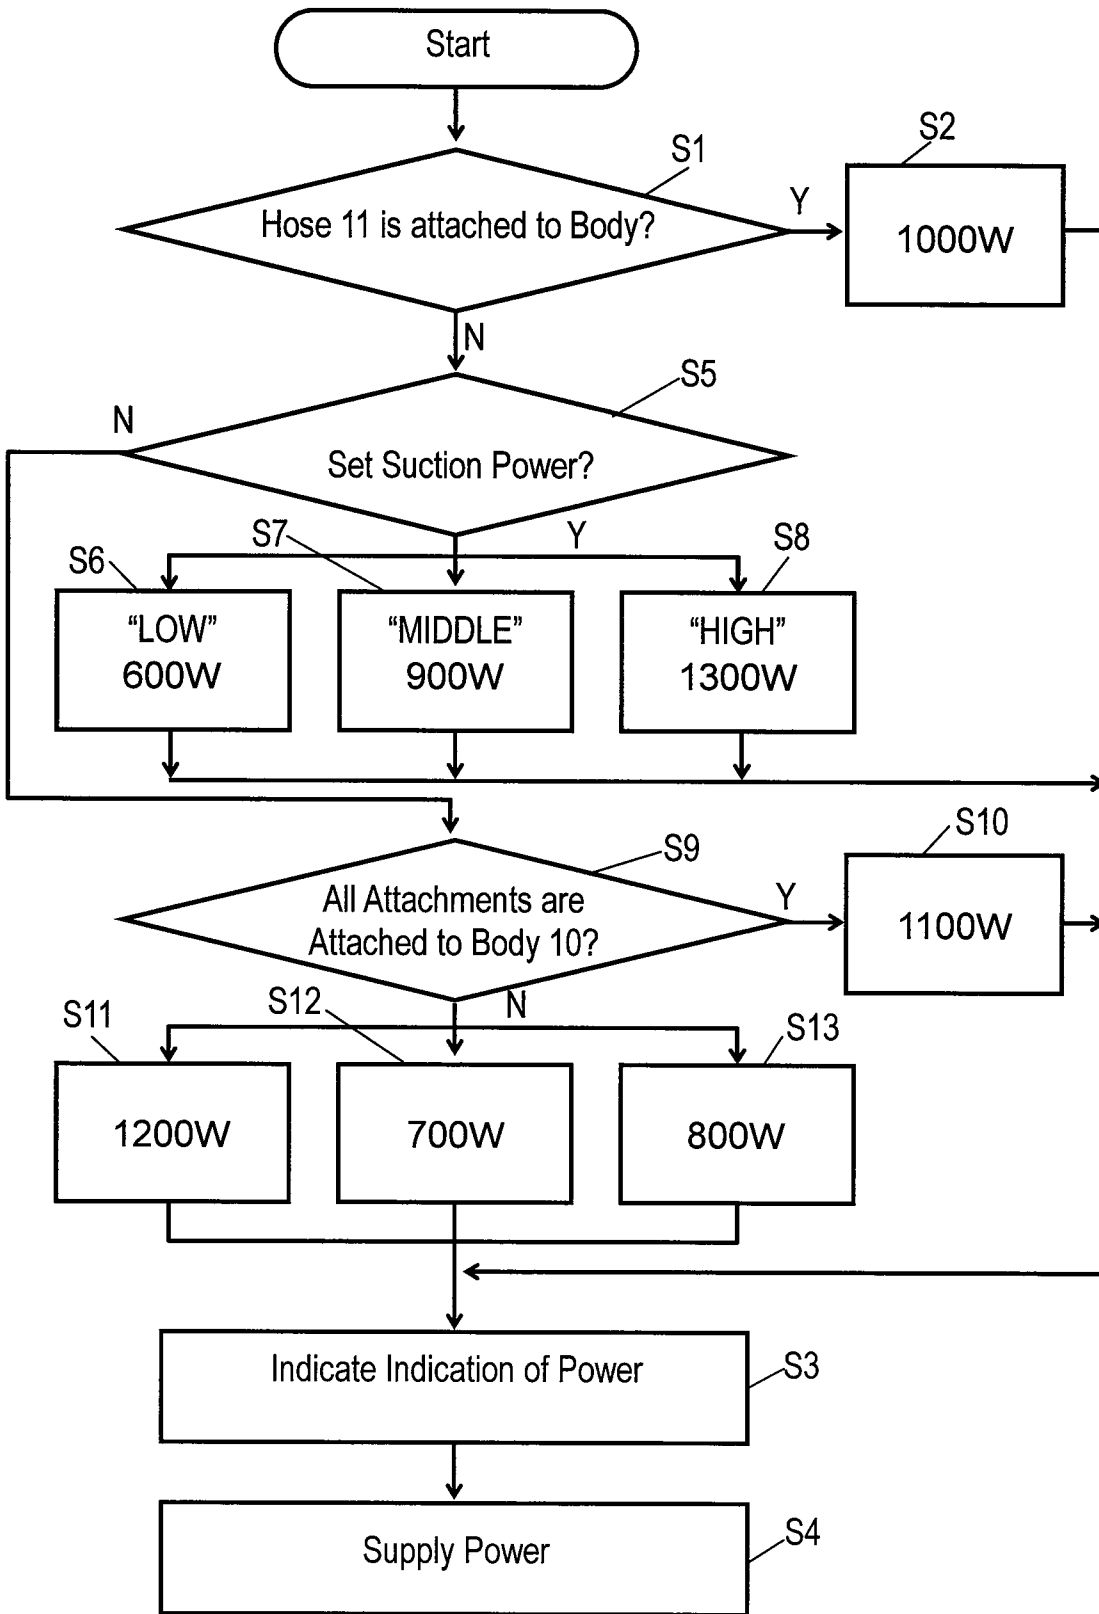 Start
S1
S2
Hose 11 is attached to Body?
Y
1000W
N
S5
N
Set Suction Power?
S6
S7
Y
S8
“LOW”
600W
“MIDDLE”
900W
“HIGH”
1300W
S9
S10
All Attachments are
Attached to Body 10?
Y
1100W
S11
S12
N
S13
1200W
700W
800W
Indicate Indication of Power
S3
Supply Power
S4